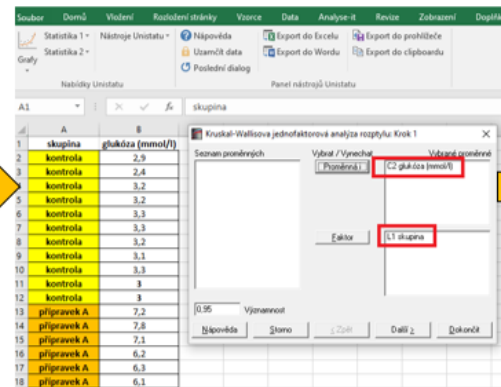 Soubor Domů Vložení Rozložení stránky Vzorce Data Analyse-it Revize Zobrazení
Statistika 1 Nástroje Unistatu Nápověda Export do Excelu Export do prohlížeče
Statistika 2 Uzamčít data Export do Wordu Export do clipboardu
Grafy Poslední dialog
Nabídky Unistatu Panel nástrojů Unistatu
A1 fx skupina
A B
1 skupina glukóza (mmol/l)
2 kontrola 2,9
3 kontrola 2,4
4 kontrola 3,2
5 kontrola 3,2
6 kontrola 3,3
7 kontrola 3,3
8 kontrola 3,2
9 kontrola 3,1
10 kontrola 3,3
11 kontrola 3
12 kontrola 3
13 přípravek A 7,2
14 přípravek A 7,8
15 přípravek A 7,1
16 přípravek A 6,2
17 přípravek A 6,3
18 přípravek A 6,1
Kruskal-Wallisova jednofaktorová analýza rozptylu: Krok 1
Seznam proměnných Vybrat / Vynechat Vybrané proměnné
Proměnná C2 glukóza (mmol/l)
Faktor L1 skupina
0,95 Významnost
Nápověda Storno < Zpět Další > Dokončit